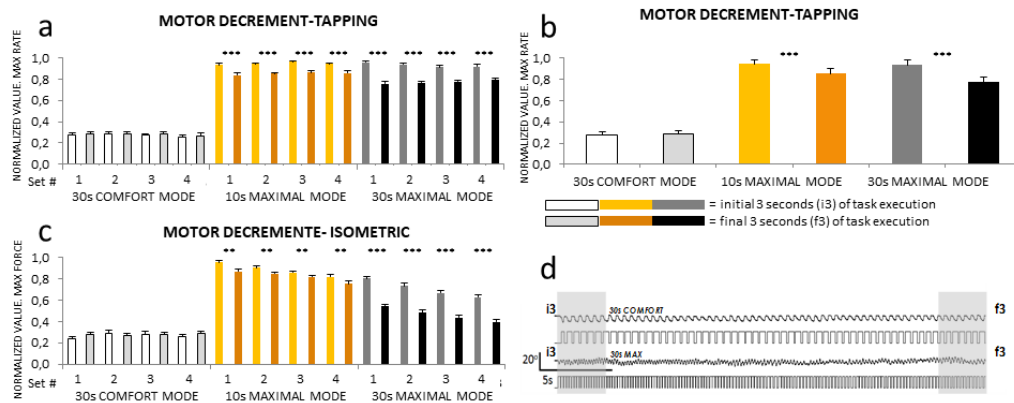 a
MOTOR DECREMENT-TAPPING
NORMALIZED VALUE. MAX RATE
1,0
0,8
0,6
0,4
0,2
0,0
*** *** *** *** *** *** *** ***
Set # 1 2 3 4 1 2 3 4 1 2 3 4
30s COMFORT MODE 10s MAXIMAL MODE 30s MAXIMAL MODE
b
MOTOR DECREMENT-TAPPING
NORMALIZED VALUE. MAX RATE
1,0
0,8
0,6
0,4
0,2
0,0
*** ***
30s COMFORT MODE 10s MAXIMAL MODE 30s MAXIMAL MODE
= initial 3 seconds (i3) of task execution
= final 3 seconds (f3) of task execution
c
MOTOR DECREMENTE- ISOMETRIC
NORMALIZED VALUE. MAX FORCE
1,0
0,8
0,6
0,4
0,2
0,0
** ** ** ** *** *** *** ***
Set # 1 2 3 4 1 2 3 4 1 2 3 4
30s COMFORT MODE 10s MAXIMAL MODE 30s MAXIMAL MODE
d
i3 30s COMFORT f3
i3 30s MAX f3
20°
5s